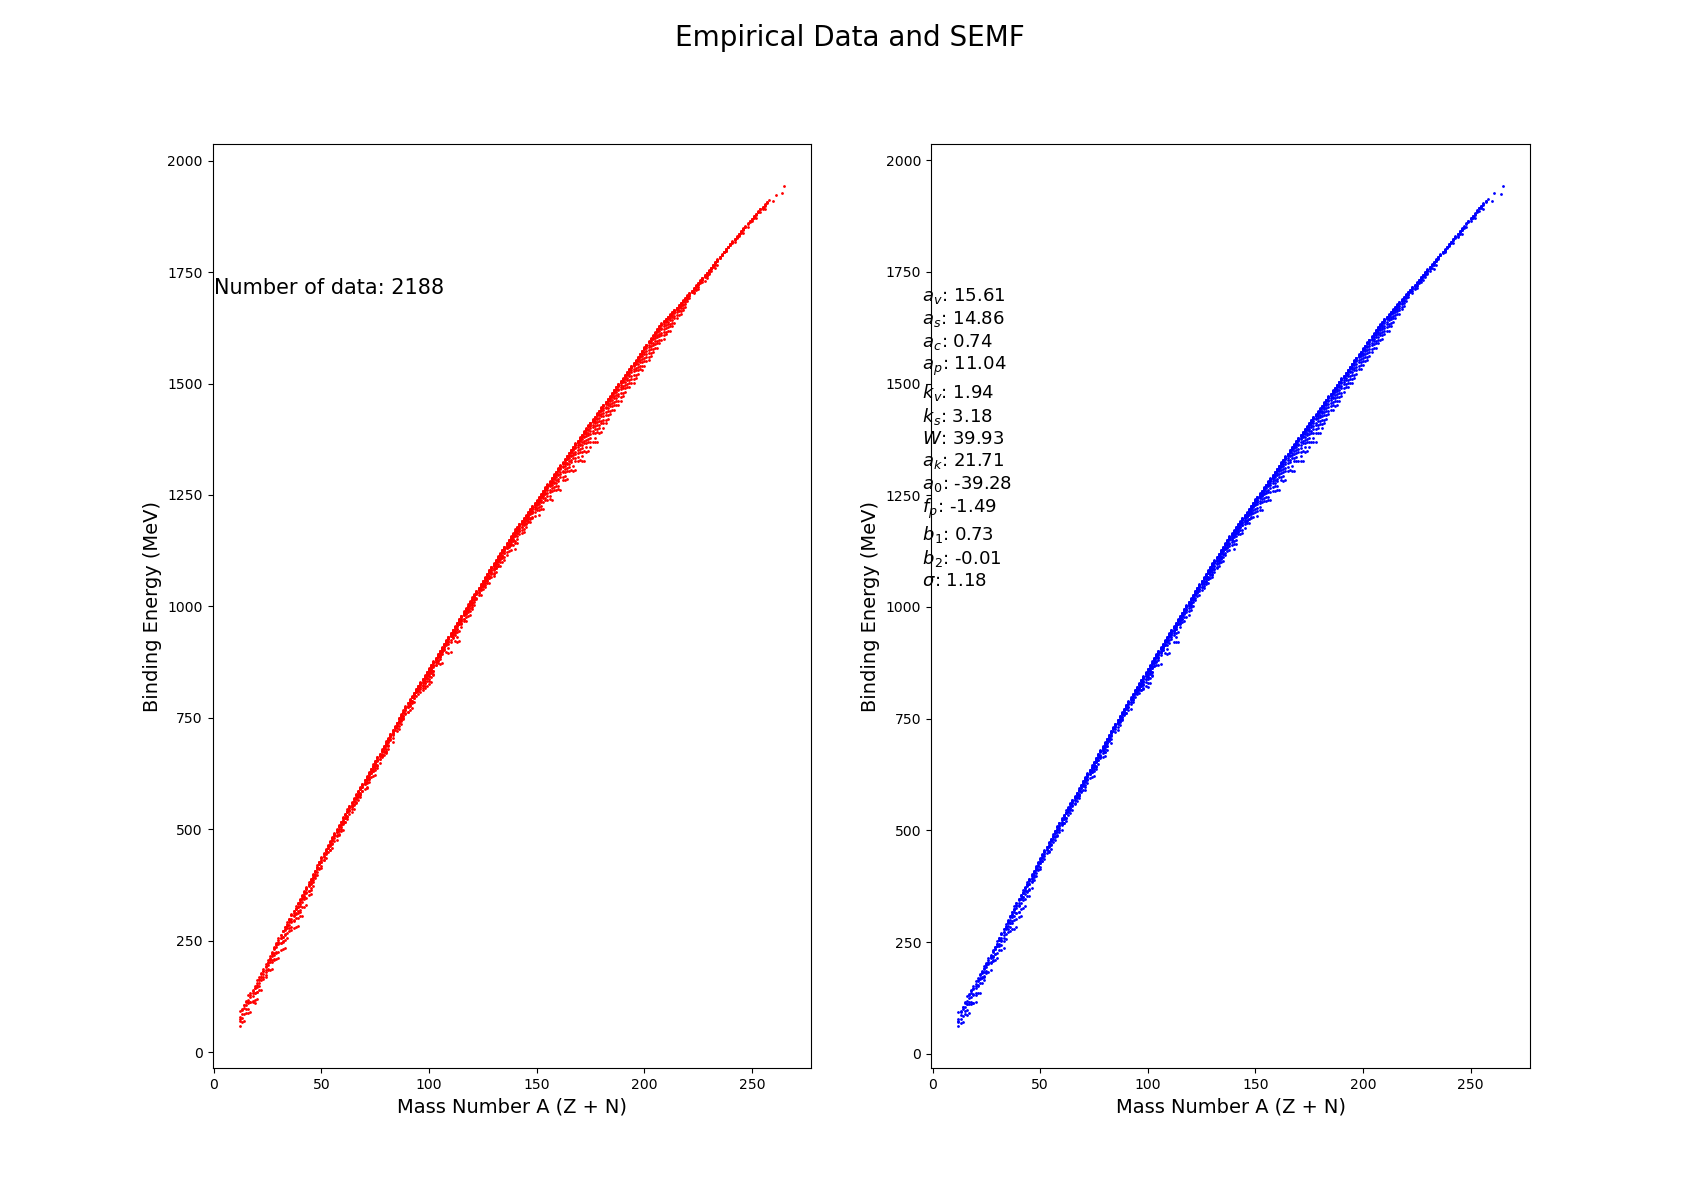 Empirical Data and SEMF
2000
1750
1500
1250
1000
750
500
250
0
Binding Energy (MeV)
Number of data: 2188
0 50 100 150 200 250
Mass Number A (Z + N)
2000
1750
1500
1250
1000
750
500
250
0
Binding Energy (MeV)
a_v: 15.61
a_s: 14.86
a_c: 0.74
a_p: 11.04
k_v: 1.94
k_s: 3.18
W: 39.93
a_k: 21.71
a_0: -39.28
f_p: -1.49
b_1: 0.73
b_2: -0.01
σ: 1.18
0 50 100 150 200 250
Mass Number A (Z + N)